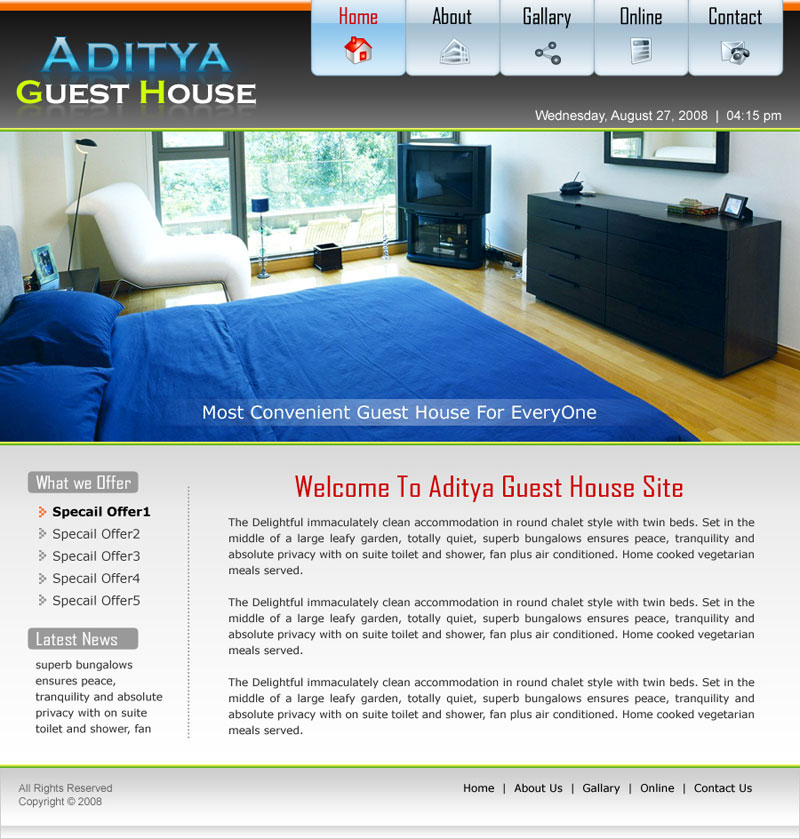 Home About Gallary Online Contact
ADITYA
GUEST HOUSE
Wednesday, August 27, 2008 | 04:15 pm
Most Convenient Guest House For EveryOne
What we Offer
Specail Offer1
Specail Offer2
Specail Offer3
Specail Offer4
Specail Offer5
Latest News
superb bungalows
ensures peace,
tranquility and absolute
privacy with on suite
toilet and shower, fan
Welcome To Aditya Guest House Site
The Delightful immaculately clean accommodation in round chalet style with twin beds. Set in the
middle of a large leafy garden, totally quiet, superb bungalows ensures peace, tranquility and
absolute privacy with on suite toilet and shower, fan plus air conditioned. Home cooked vegetarian
meals served.
The Delightful immaculately clean accommodation in round chalet style with twin beds. Set in the
middle of a large leafy garden, totally quiet, superb bungalows ensures peace, tranquility and
absolute privacy with on suite toilet and shower, fan plus air conditioned. Home cooked vegetarian
meals served.
The Delightful immaculately clean accommodation in round chalet style with twin beds. Set in the
middle of a large leafy garden, totally quiet, superb bungalows ensures peace, tranquility and
absolute privacy with on suite toilet and shower, fan plus air conditioned. Home cooked vegetarian
meals served.
All Rights Reserved
Copyright © 2008
Home | About Us | Gallary | Online | Contact Us